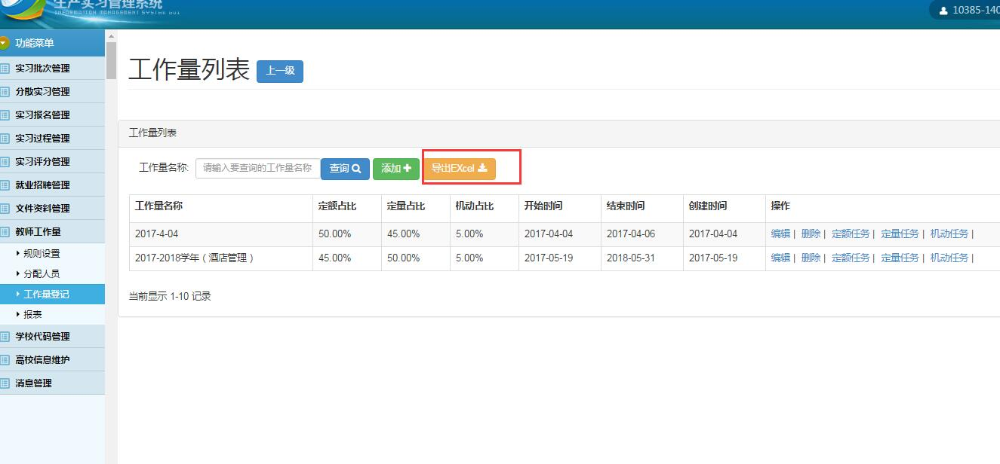 生产实习管理系统
INFORMATION MANAGEMENT SYSTEM GUI
10385-140
功能菜单
实习批次管理
分散实习管理
实习报名管理
实习过程管理
实习评分管理
就业招聘管理
文件资料管理
教师工作量
规则设置
分配人员
工作量登记
报表
学校代码管理
高校信息维护
消息管理
工作量列表 上一级
工作量列表
工作量名称: 请输入要查询的工作量名称 查询 添加 导出EXcel
工作量名称 定额占比 定量占比 机动占比 开始时间 结束时间 创建时间 操作
2017-4-04 50.00% 45.00% 5.00% 2017-04-04 2017-04-06 2017-04-04 编辑 | 删除 | 定额任务 | 定量任务 | 机动任务 |
2017-2018学年（酒店管理） 45.00% 50.00% 5.00% 2017-05-19 2018-05-31 2017-05-19 编辑 | 删除 | 定额任务 | 定量任务 | 机动任务 |
当前显示 1-10 记录